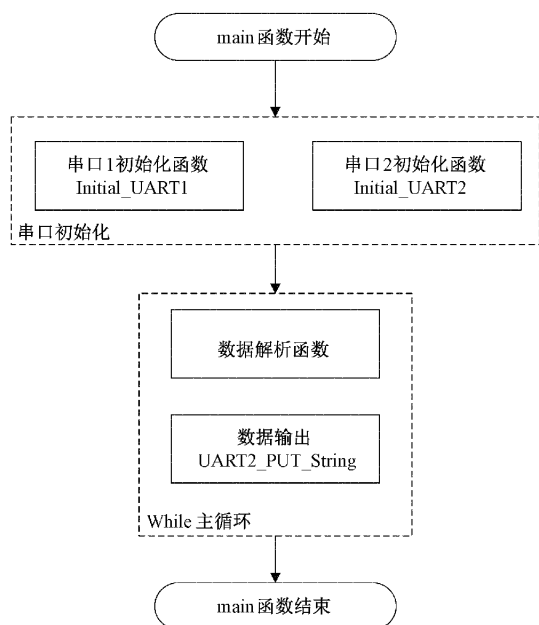 main函数开始
串口1初始化函数
Initial_UART1
串口2初始化函数
Initial_UART2
串口初始化
数据解析函数
数据输出
UART2_PUT_String
While 主循环
main函数结束